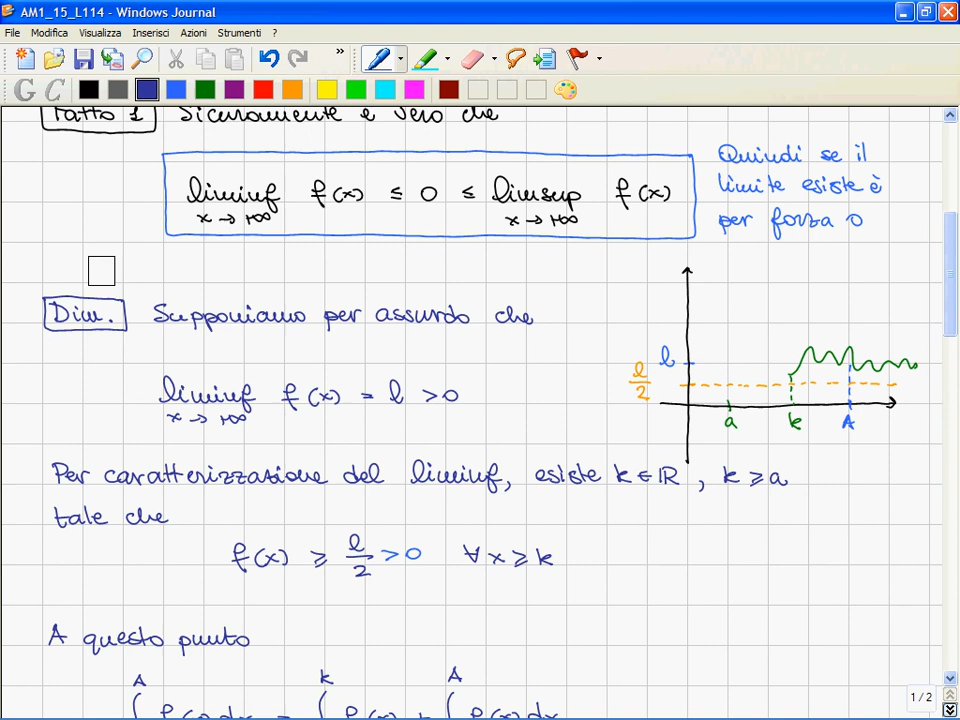 AM1_15_L114 - Windows Journal
File Modifica Visualizza Inserisci Azioni Strumenti ?
G C
Fatto 1 Sicuramente è vero che
liminf f(x) ≤ 0 ≤ limsup f(x)
x → +∞ x → +∞
Quindi se il
limite esiste è
per forza 0
Dim. Supponiamo per assurdo che
liminf f(x) = l > 0
x → +∞
l
l/2
a k A
Per caratterizzazione del liminf, esiste k ∈ ℝ, k ≥ a
tale che
f(x) ≥ l/2 > 0 ∀ x ≥ k
A questo punto
A k A
∫ f(x) dx = ∫ f(x) + ∫ f(x) dx
1 / 2